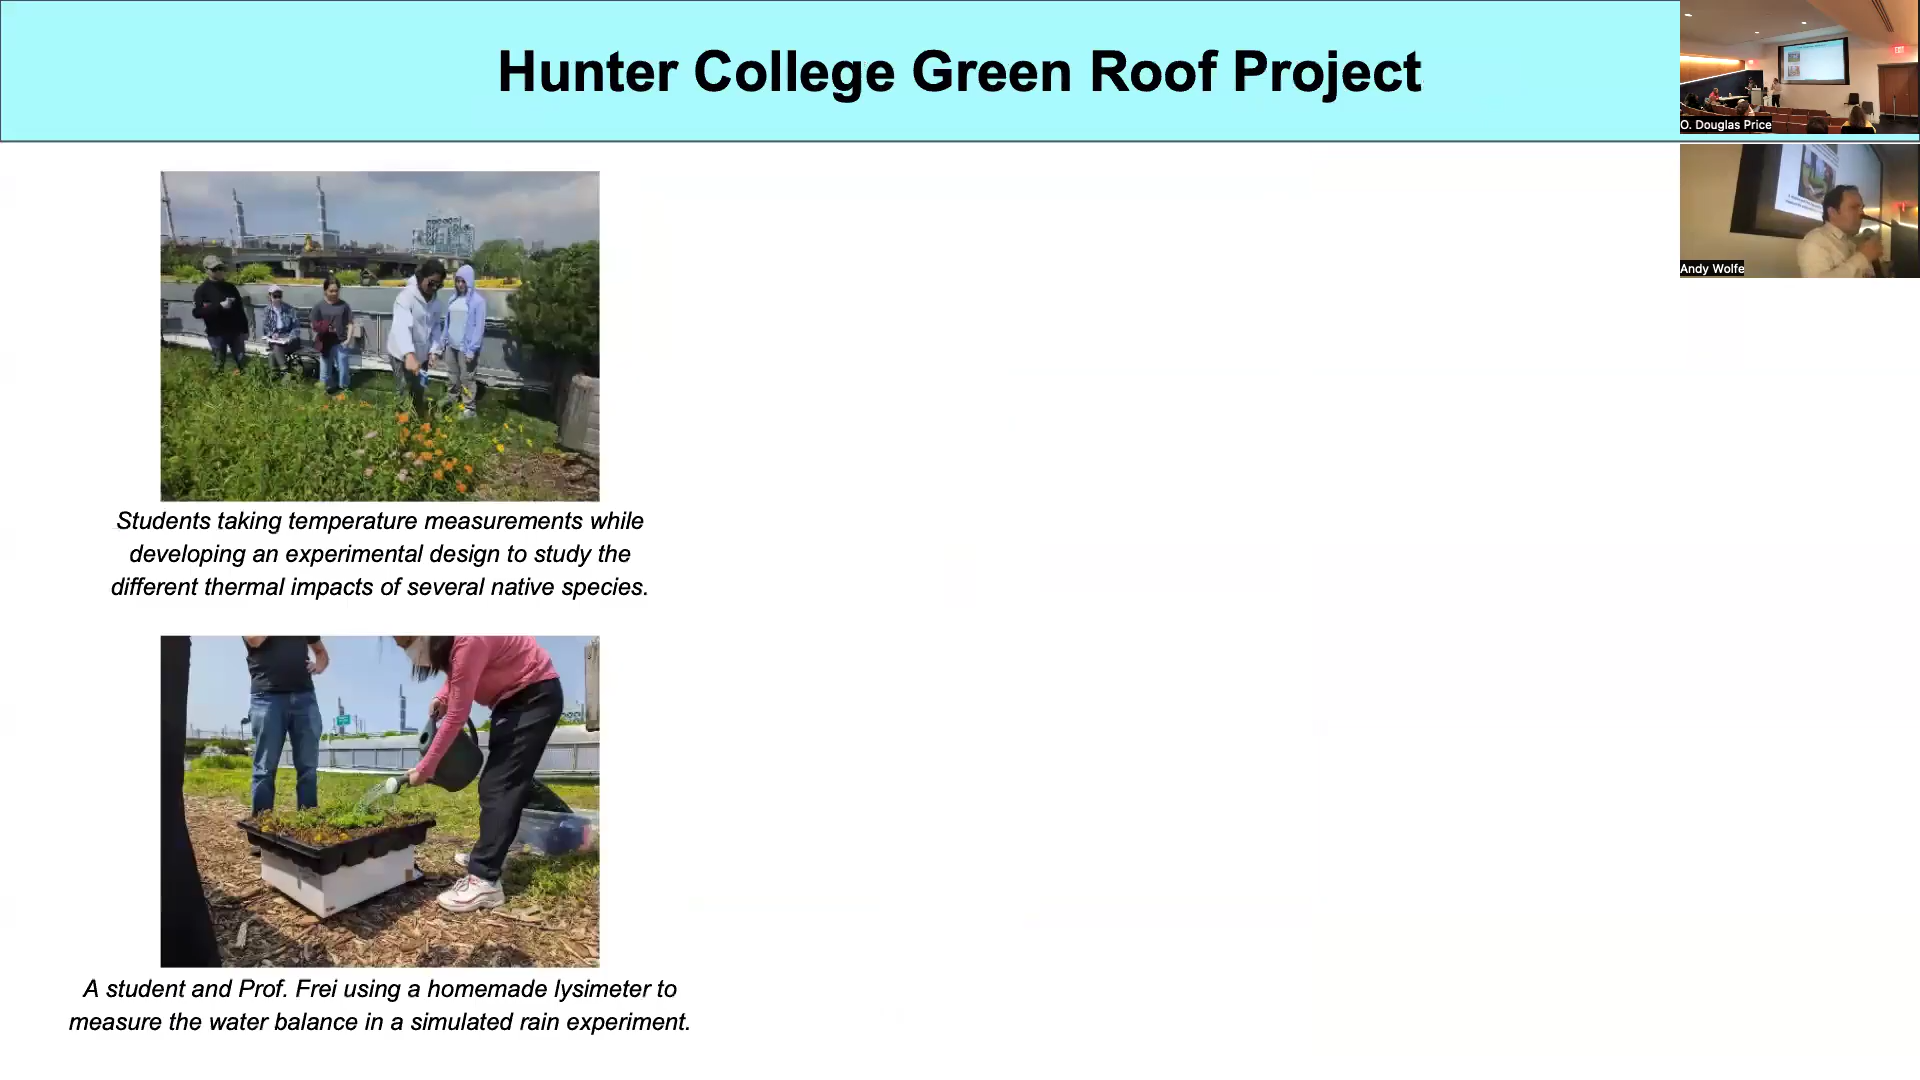 Hunter College Green Roof Project
O. Douglas Price
Andy Wolfe
Students taking temperature measurements while
developing an experimental design to study the
different thermal impacts of several native species.
A student and Prof. Frei using a homemade lysimeter to
measure the water balance in a simulated rain experiment.